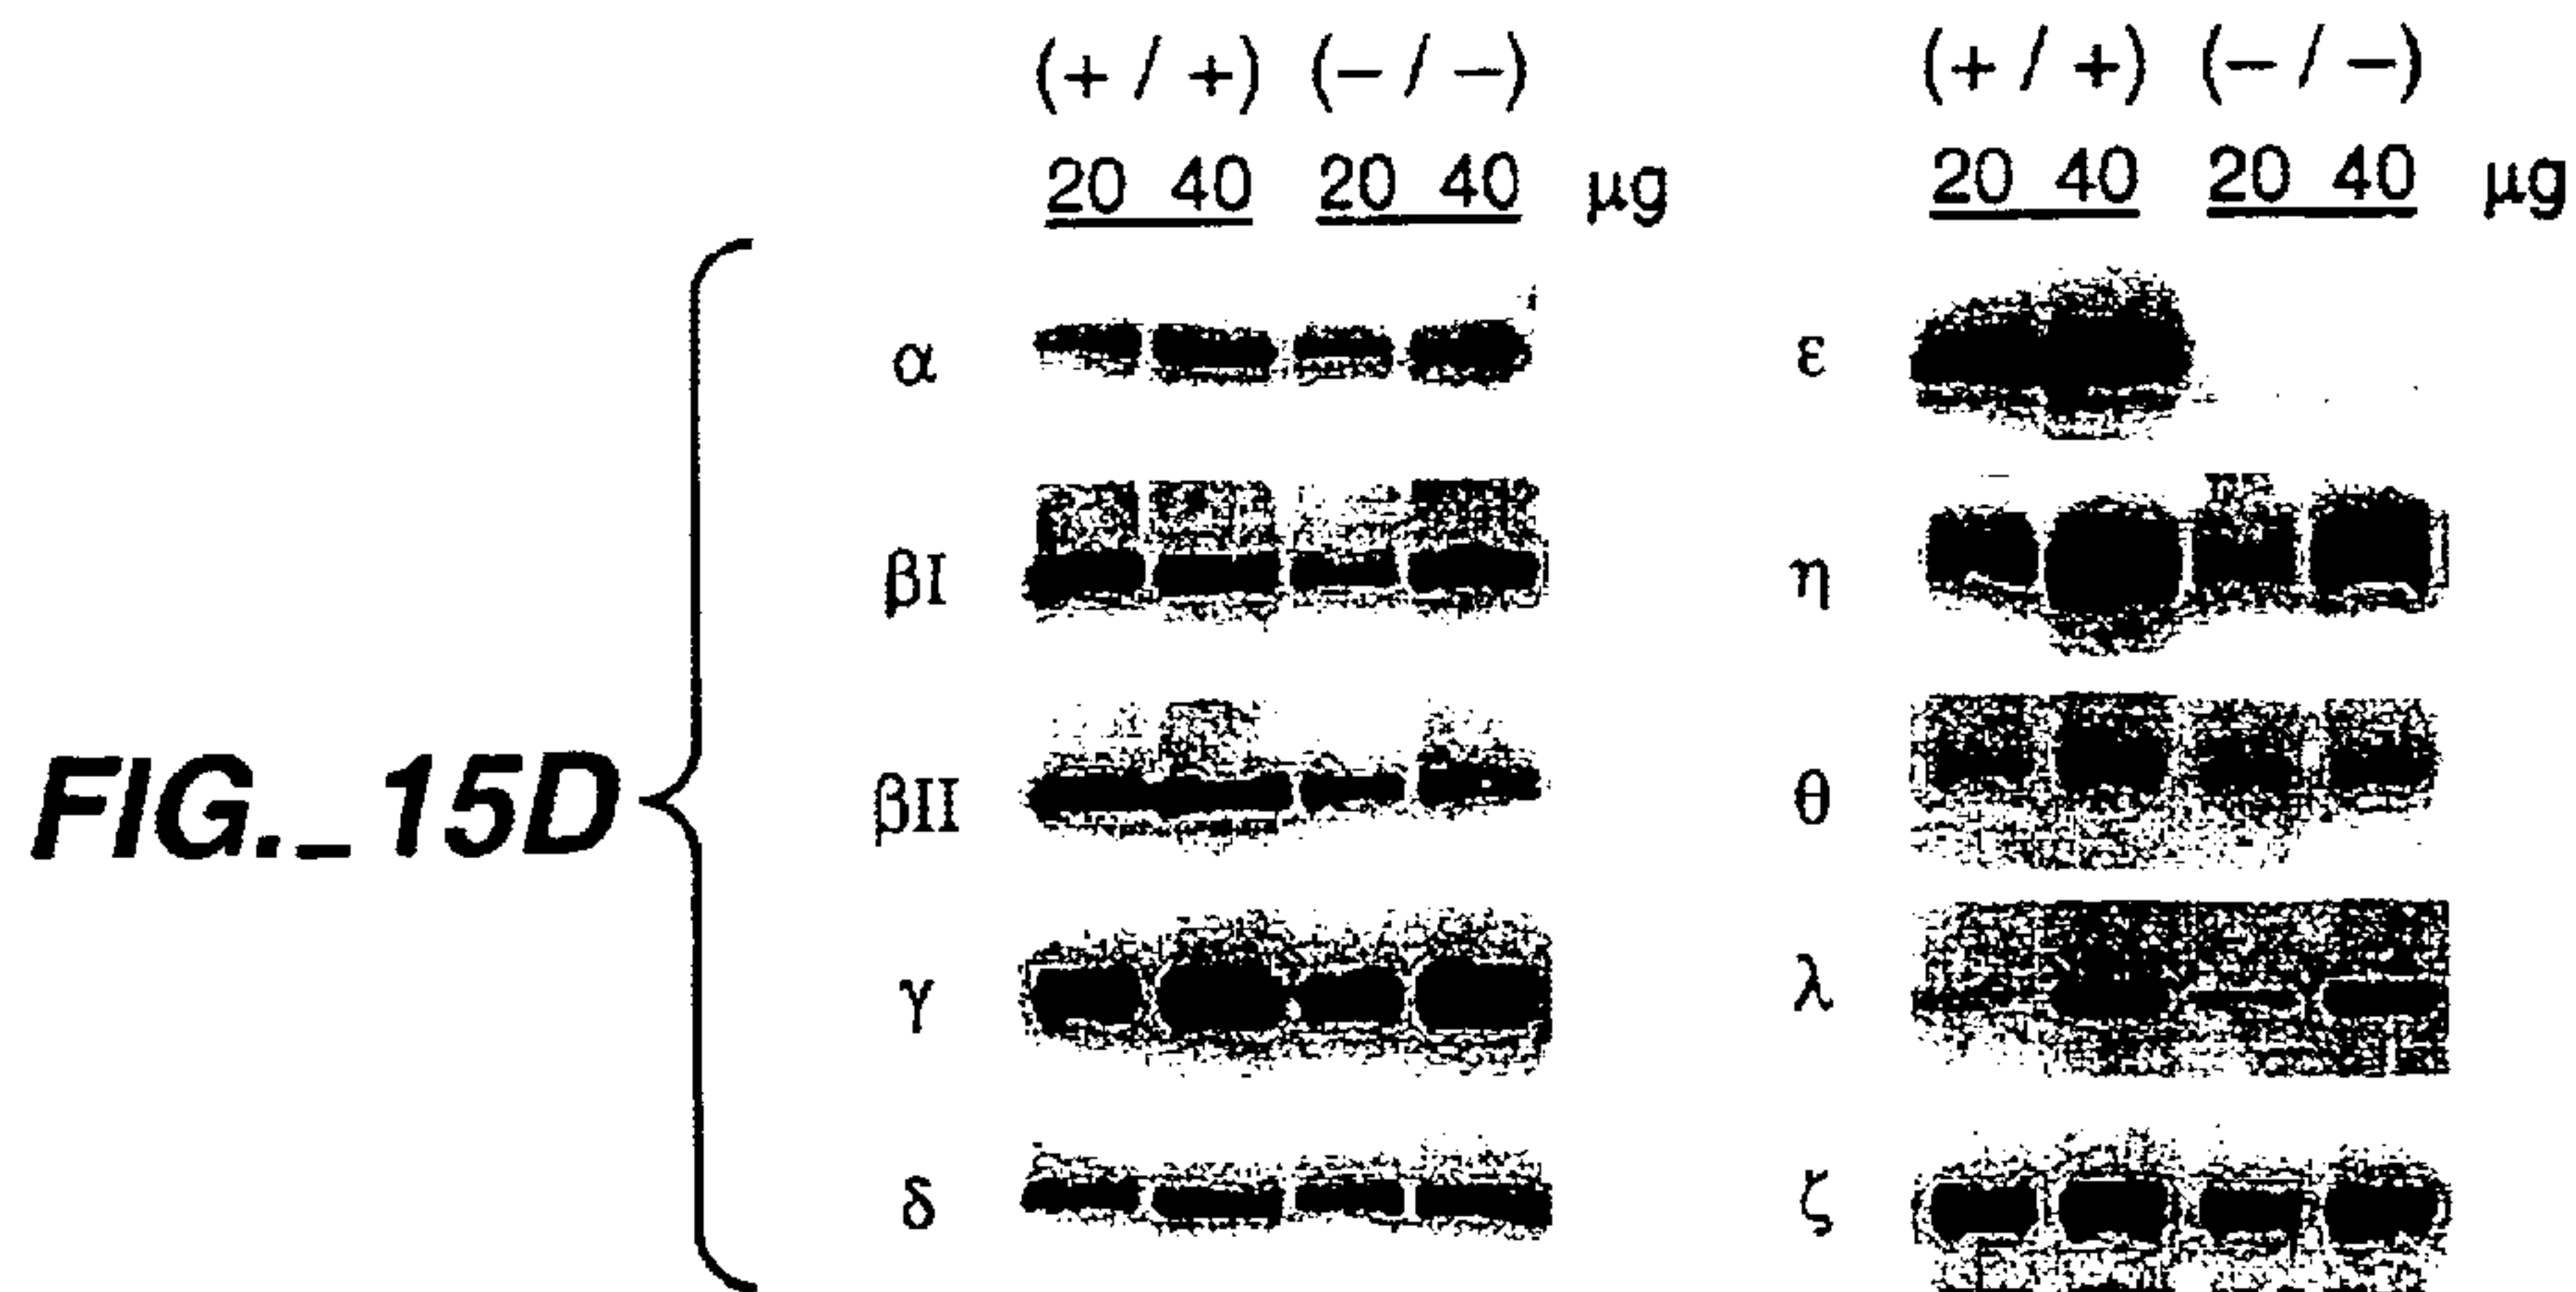 (+ / +) (– / –) (+ / +) (– / –)
20 40 20 40 µg 20 40 20 40 µg
α ε
βI η
FIG._15D
βII θ
γ λ
δ ζ